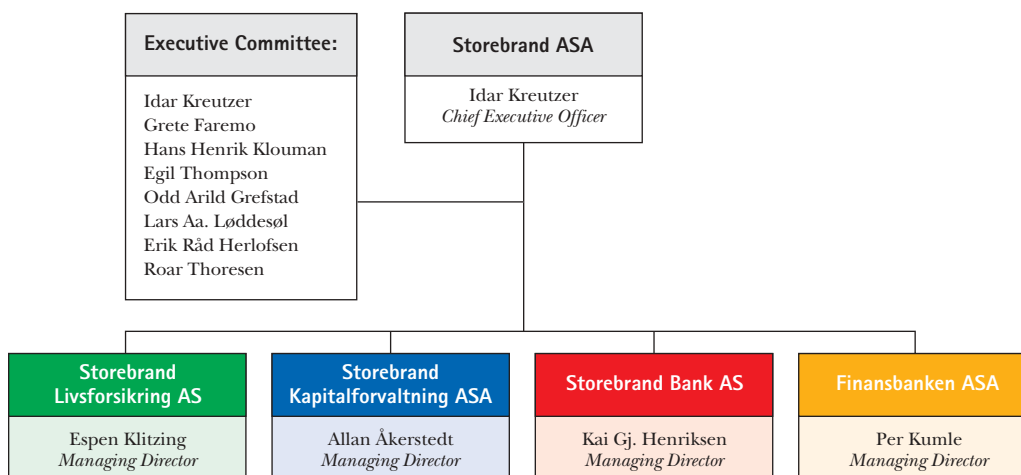 Executive Committee:
Idar Kreutzer
Grete Faremo
Hans Henrik Klouman
Egil Thompson
Odd Arild Grefstad
Lars Aa. Løddesøl
Erik Råd Herlofsen
Roar Thoresen
Storebrand ASA
Idar Kreutzer
Chief Executive Officer
Storebrand
Livsforsikring AS
Espen Klitzing
Managing Director
Storebrand
Kapitalforvaltning ASA
Allan Åkerstedt
Managing Director
Storebrand Bank AS
Kai Gj. Henriksen
Managing Director
Finansbanken ASA
Per Kumle
Managing Director